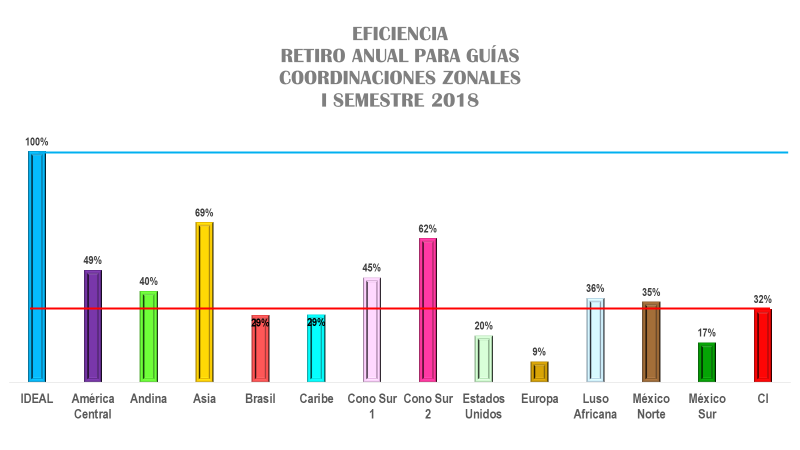 EFICIENCIA
RETIRO ANUAL PARA GUÍAS
COORDINACIONES ZONALES
I SEMESTRE 2018
100%
49%
40%
69%
29%
29%
45%
62%
20%
9%
36%
35%
17%
32%
IDEAL
América
Central
Andina
Asia
Brasil
Caribe
Cono Sur
1
Cono Sur
2
Estados
Unidos
Europa
Luso
Africana
México
Norte
México
Sur
CI